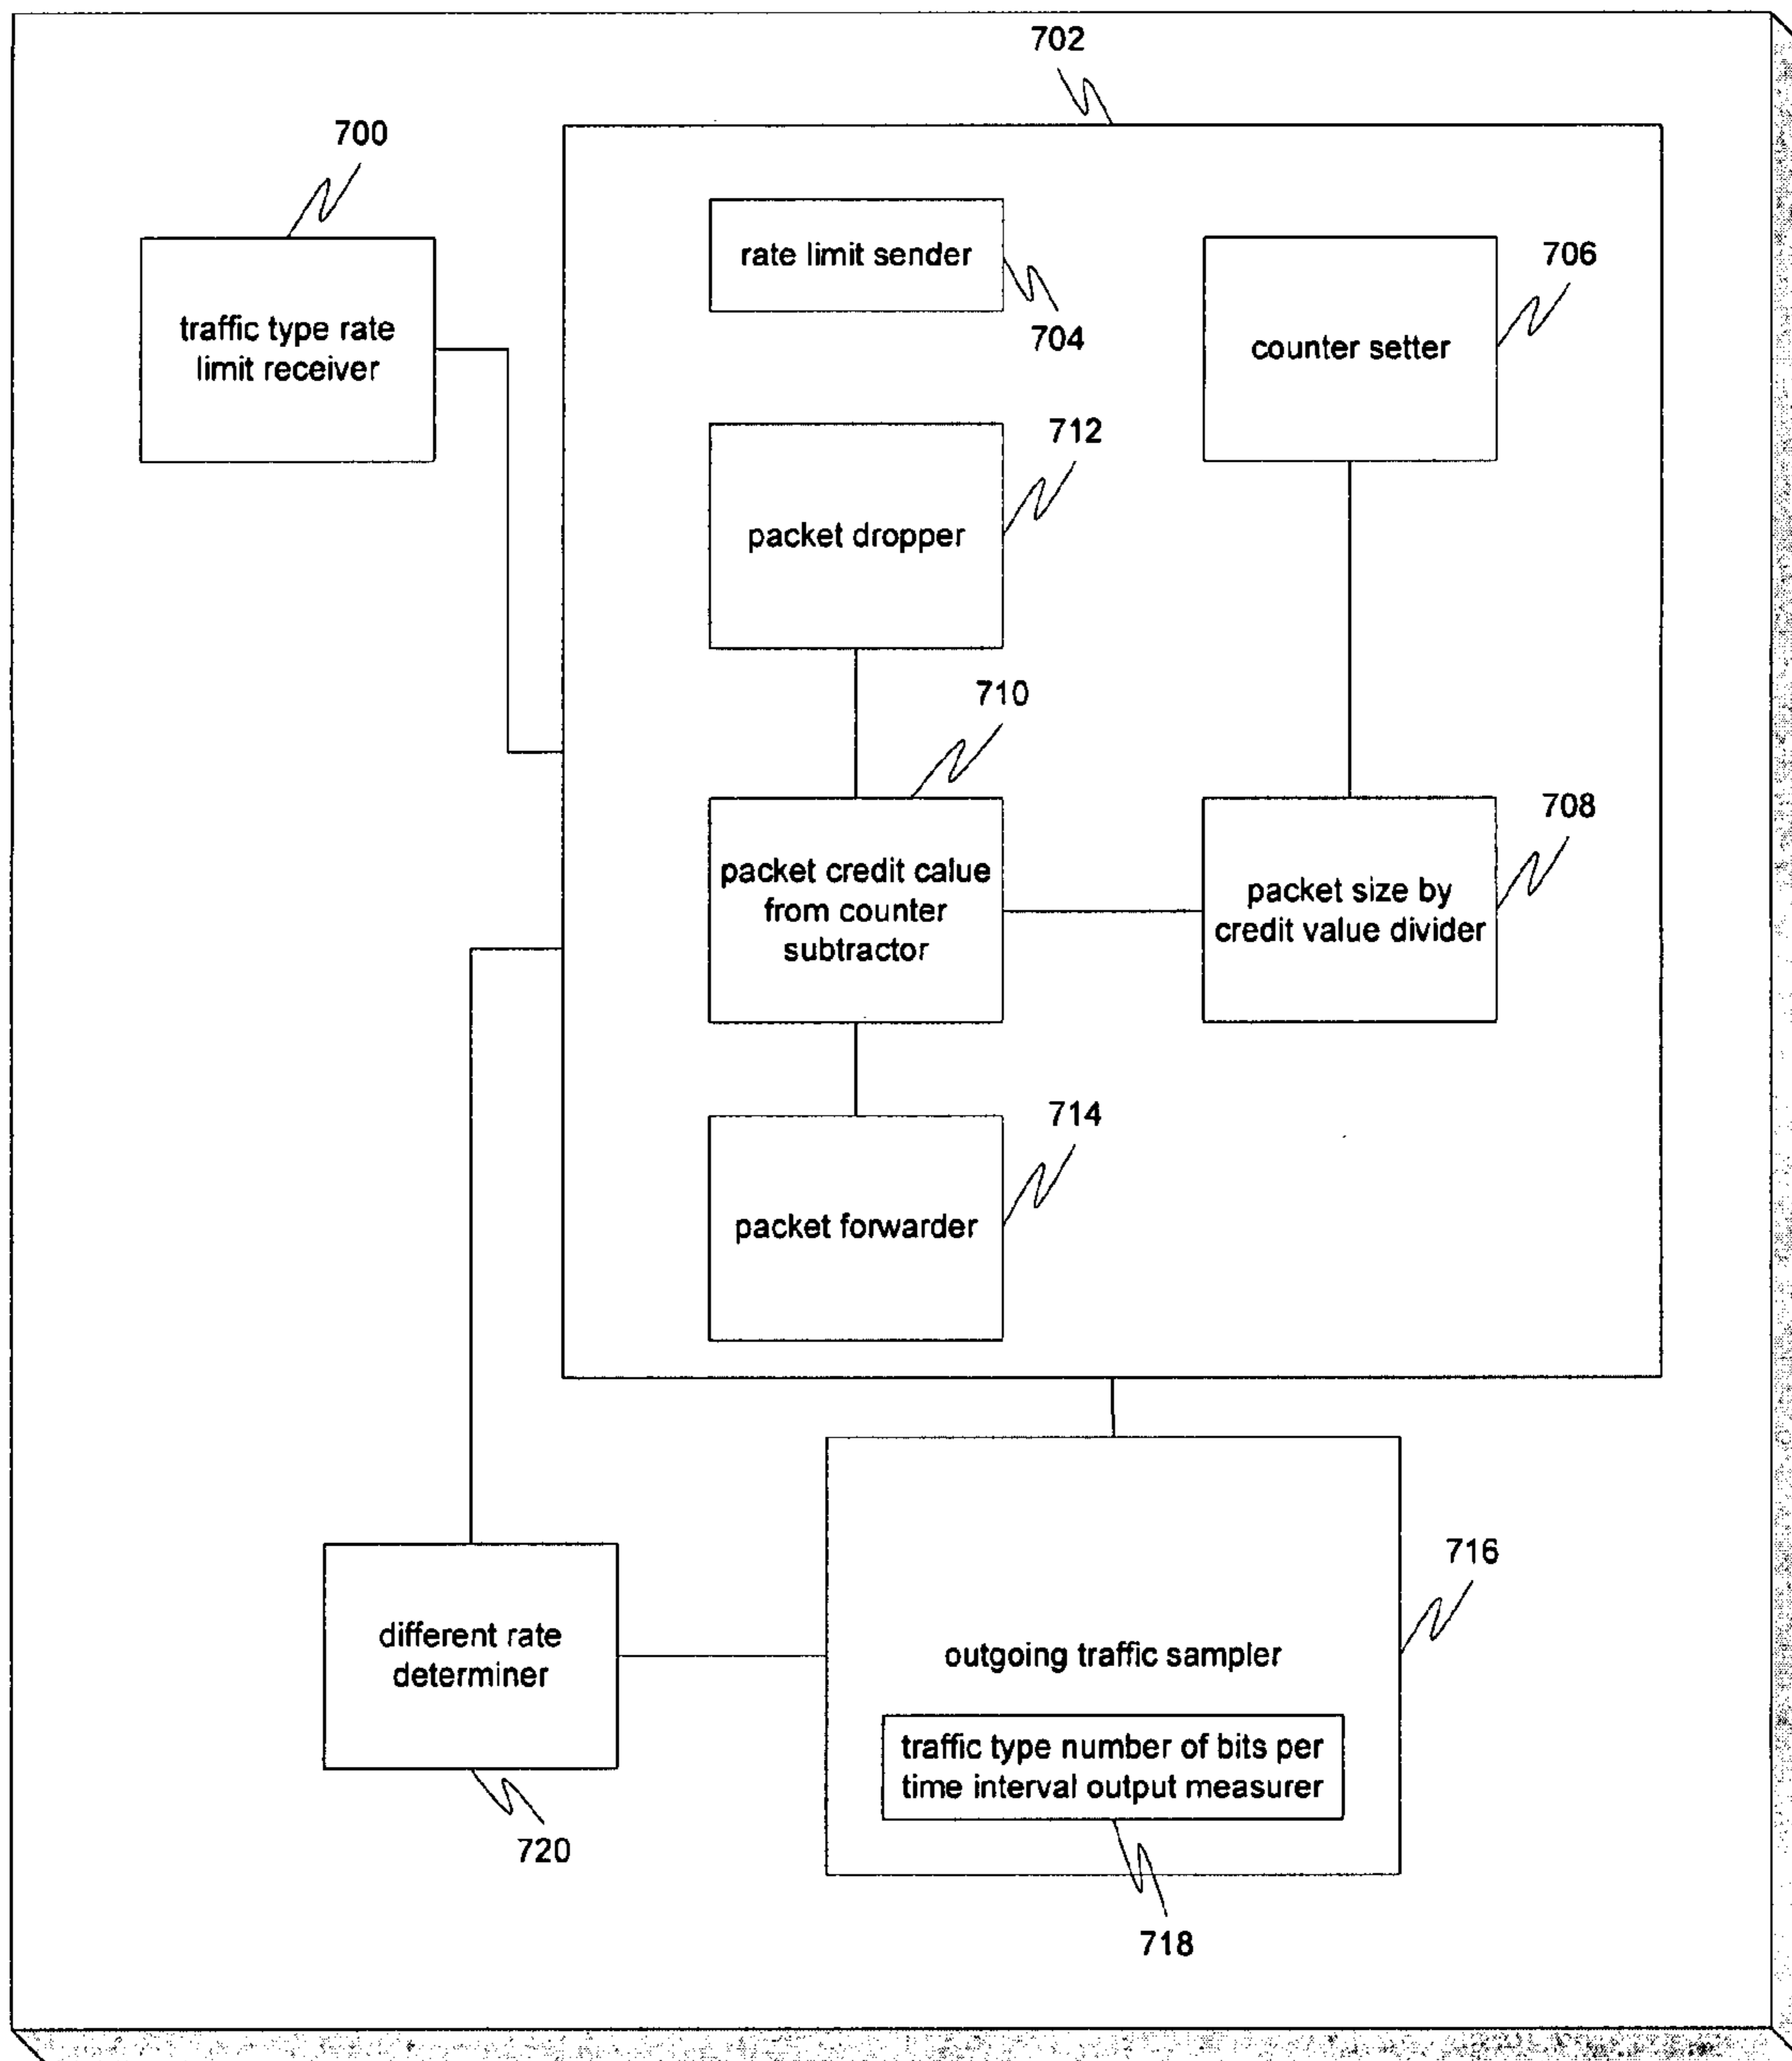 702
700
rate limit sender
706
traffic type rate
limit receiver
704
counter setter
712
packet dropper
710
708
packet credit calue
from counter
subtractor
packet size by
credit value divider
714
packet forwarder
716
different rate
determiner
outgoing traffic sampler
traffic type number of bits per
time interval output measurer
720
718